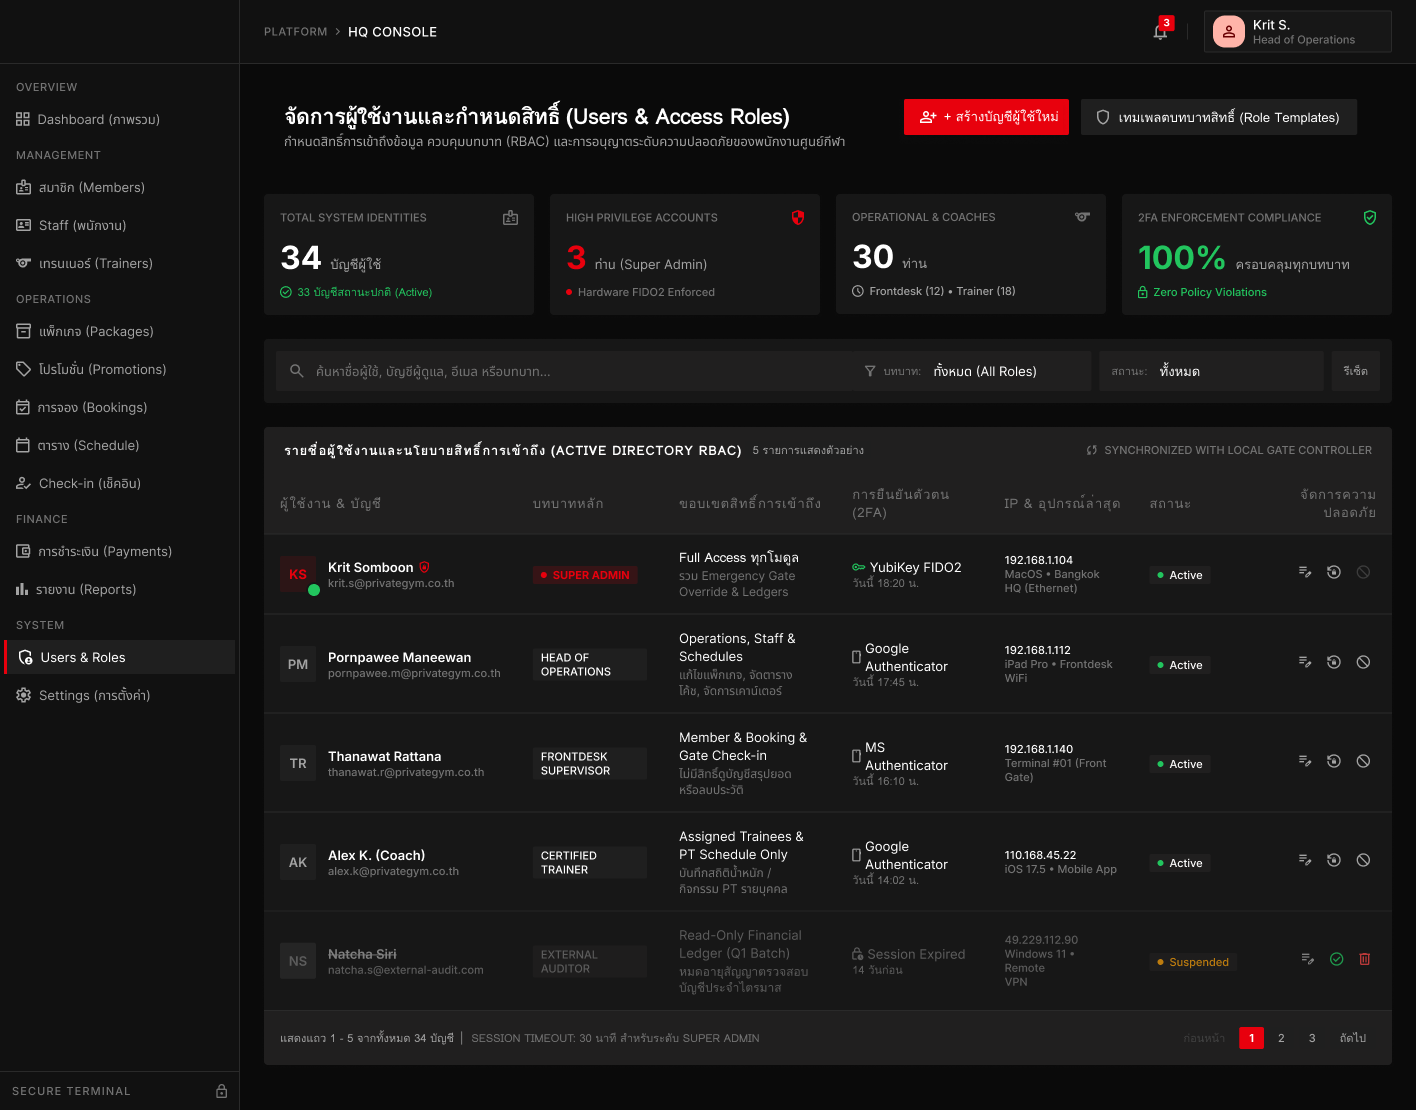 PLATFORM > HQ CONSOLE
3
Krit S.
Head of Operations
OVERVIEW
Dashboard (ภาพรวม)
MANAGEMENT
สมาชิก (Members)
Staff (พนักงาน)
เทรนเนอร์ (Trainers)
OPERATIONS
แพ็กเกจ (Packages)
โปรโมชั่น (Promotions)
การจอง (Bookings)
ตาราง (Schedule)
Check-in (เช็คอิน)
FINANCE
การชำระเงิน (Payments)
รายงาน (Reports)
SYSTEM
Users & Roles
Settings (การตั้งค่า)
SECURE TERMINAL
จัดการผู้ใช้งานและกำหนดสิทธิ์ (Users & Access Roles)
กำหนดสิทธิ์การเข้าถึงข้อมูล ควบคุมบทบาท (RBAC) และการอนุญาตระดับความปลอดภัยของพนักงานศูนย์กีฬา
+ สร้างบัญชีผู้ใช้ใหม่
เทมเพลตบทบาทสิทธิ์ (Role Templates)
TOTAL SYSTEM IDENTITIES
34 บัญชีผู้ใช้
33 บัญชีสถานะปกติ (Active)
HIGH PRIVILEGE ACCOUNTS
3 ท่าน (Super Admin)
Hardware FIDO2 Enforced
OPERATIONAL & COACHES
30 ท่าน
Frontdesk (12) • Trainer (18)
2FA ENFORCEMENT COMPLIANCE
100% ครอบคลุมทุกบทบาท
Zero Policy Violations
ค้นหาชื่อผู้ใช้, บัญชีผู้ดูแล, อีเมล หรือบทบาท...
บทบาท: ทั้งหมด (All Roles)
สถานะ: ทั้งหมด
รีเซ็ต
รายชื่อผู้ใช้งานและนโยบายสิทธิ์การเข้าถึง (ACTIVE DIRECTORY RBAC) 5 รายการแสดงตัวอย่าง
SYNCHRONIZED WITH LOCAL GATE CONTROLLER
ผู้ใช้งาน & บัญชี
บทบาทหลัก
ขอบเขตสิทธิ์การเข้าถึง
การยืนยันตัวตน
(2FA)
IP & อุปกรณ์ล่าสุด
สถานะ
จัดการความ
ปลอดภัย
KS
Krit Somboon
krit.s@privategym.co.th
SUPER ADMIN
Full Access ทุกโมดูล
รวม Emergency Gate
Override & Ledgers
YubiKey FIDO2
วันนี้ 18:20 น.
192.168.1.104
MacOS • Bangkok
HQ (Ethernet)
Active
PM
Pornpawee Maneewan
pornpawee.m@privategym.co.th
HEAD OF
OPERATIONS
Operations, Staff &
Schedules
แก้ไขแพ็กเกจ, จัดตาราง
โค้ช, จัดการเคาน์เตอร์
Google
Authenticator
วันนี้ 17:45 น.
192.168.1.112
iPad Pro • Frontdesk
WiFi
Active
TR
Thanawat Rattana
thanawat.r@privategym.co.th
FRONTDESK
SUPERVISOR
Member & Booking &
Gate Check-in
ไม่มีสิทธิ์ดูบัญชีสรุปยอด
หรือลบประวัติ
MS
Authenticator
วันนี้ 16:10 น.
192.168.1.140
Terminal #01 (Front
Gate)
Active
AK
Alex K. (Coach)
alex.k@privategym.co.th
CERTIFIED
TRAINER
Assigned Trainees &
PT Schedule Only
บันทึกสถิติน้ำหนัก /
กิจกรรม PT รายบุคคล
Google
Authenticator
วันนี้ 14:02 น.
110.168.45.22
iOS 17.5 • Mobile App
Active
NS
Natcha Siri
natcha.s@external-audit.com
EXTERNAL
AUDITOR
Read-Only Financial
Ledger (Q1 Batch)
หมดอายุสัญญาตรวจสอบ
บัญชีประจำไตรมาส
Session Expired
14 วันก่อน
49.229.112.90
Windows 11 •
Remote
VPN
Suspended
แสดงแถว 1 - 5 จากทั้งหมด 34 บัญชี | SESSION TIMEOUT: 30 นาที สำหรับระดับ SUPER ADMIN
ก่อนหน้า 1 2 3 ถัดไป